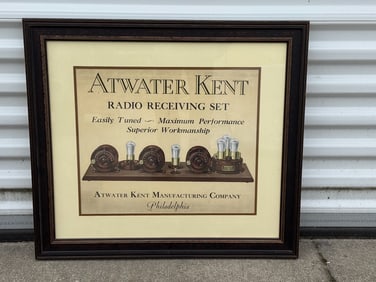 ATWATER KENT
RADIO RECEIVING SET
Easily Tuned — Maximum Performance
Superior Workmanship
ATWATER KENT MANUFACTURING COMPANY
Philadelphia